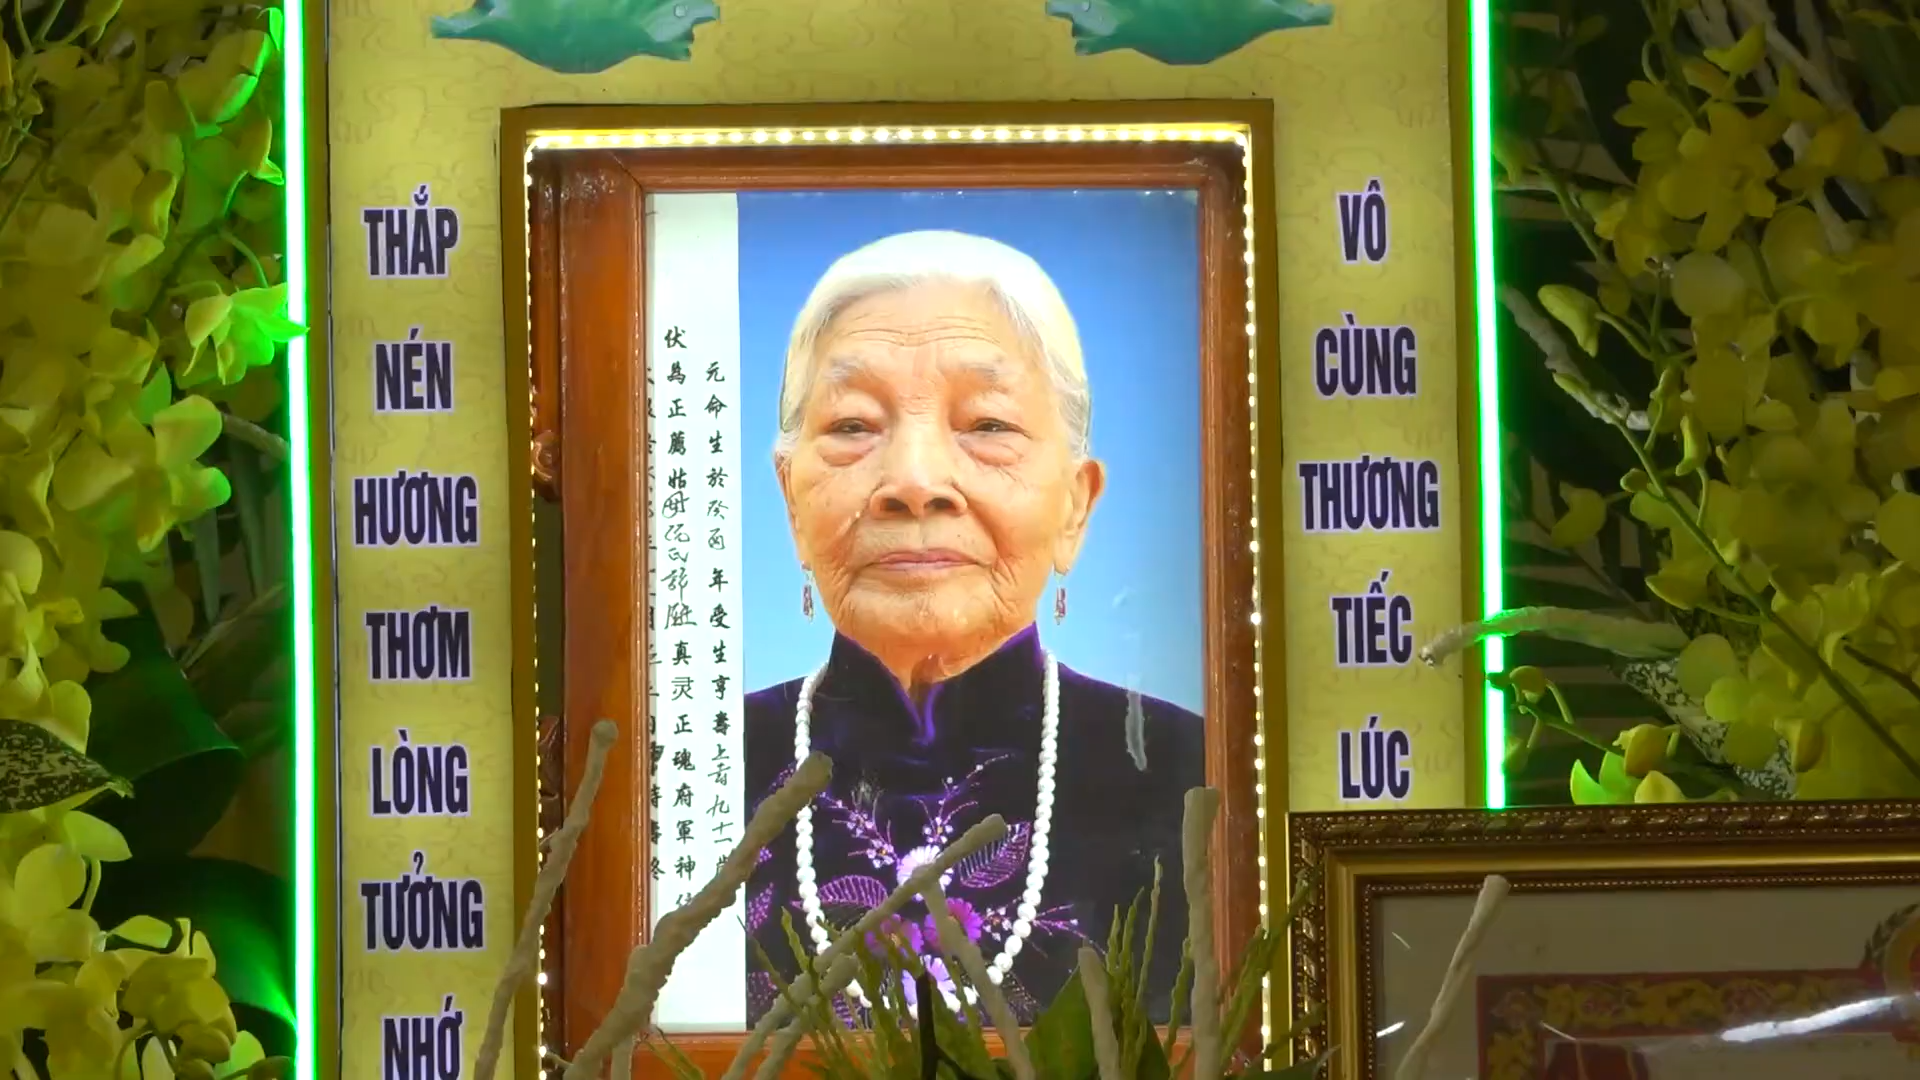 THẮP
NÉN
HƯƠNG
THƠM
LÒNG
TƯỞNG
NHỚ
VÔ
CÙNG
THƯƠNG
TIẾC
LÚC
元命生於癸酉年受生享壽上壽九十一歲
伏為正薦姑母阮氏 真灵正魂府軍神位